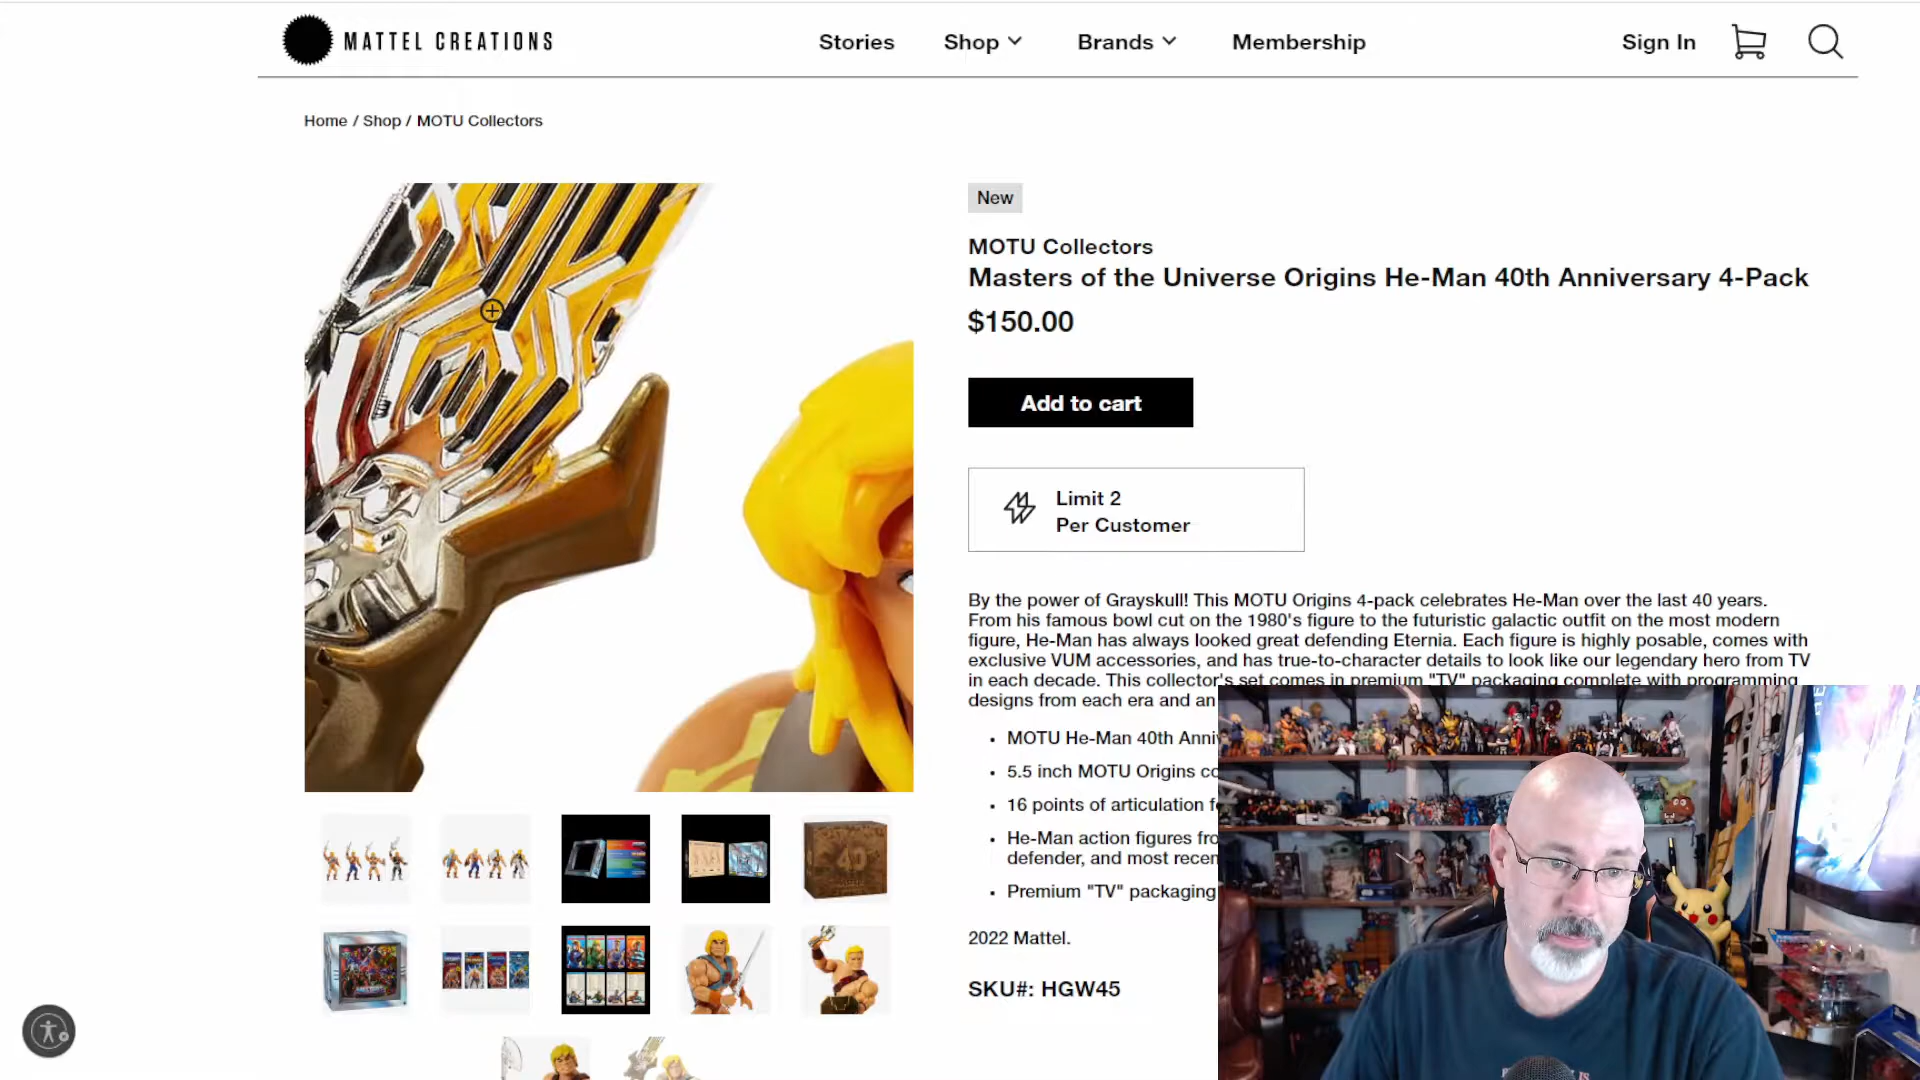 MATTEL CREATIONS
Stories
Shop
Brands
Membership
Sign In
Home / Shop / MOTU Collectors
New
MOTU Collectors
Masters of the Universe Origins He-Man 40th Anniversary 4-Pack
$150.00
Add to cart
Limit 2
Per Customer
By the power of Grayskull! This MOTU Origins 4-pack celebrates He-Man over the last 40 years.
From his famous bowl cut on the 1980's figure to the futuristic galactic outfit on the most modern
figure, He-Man has always looked great defending Eternia. Each figure is highly posable, comes with
exclusive VUM accessories, and has true-to-character details to look like our legendary hero from TV
in each decade. This collector's set comes in premium "TV" packaging complete with programming
designs from each era and an
• MOTU He-Man 40th Anni
• 5.5 inch MOTU Origins co
• 16 points of articulation f
• He-Man action figures fro
defender, and most recen
• Premium "TV" packaging
2022 Mattel.
SKU#: HGW45
40